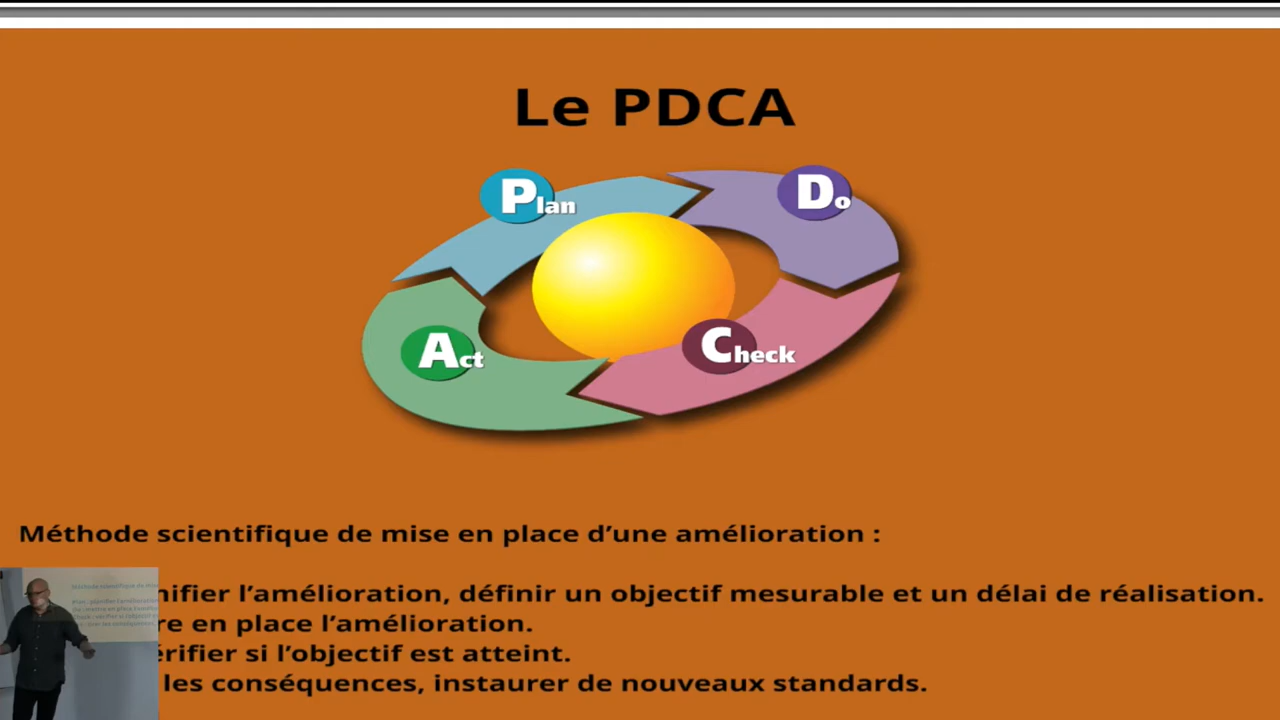 Le PDCA
Plan
Do
Act
Check
Méthode scientifique de mise en place d’une amélioration :
nifier l’amélioration, définir un objectif mesurable et un délai de réalisation.
re en place l’amélioration.
érifier si l’objectif est atteint.
les conséquences, instaurer de nouveaux standards.